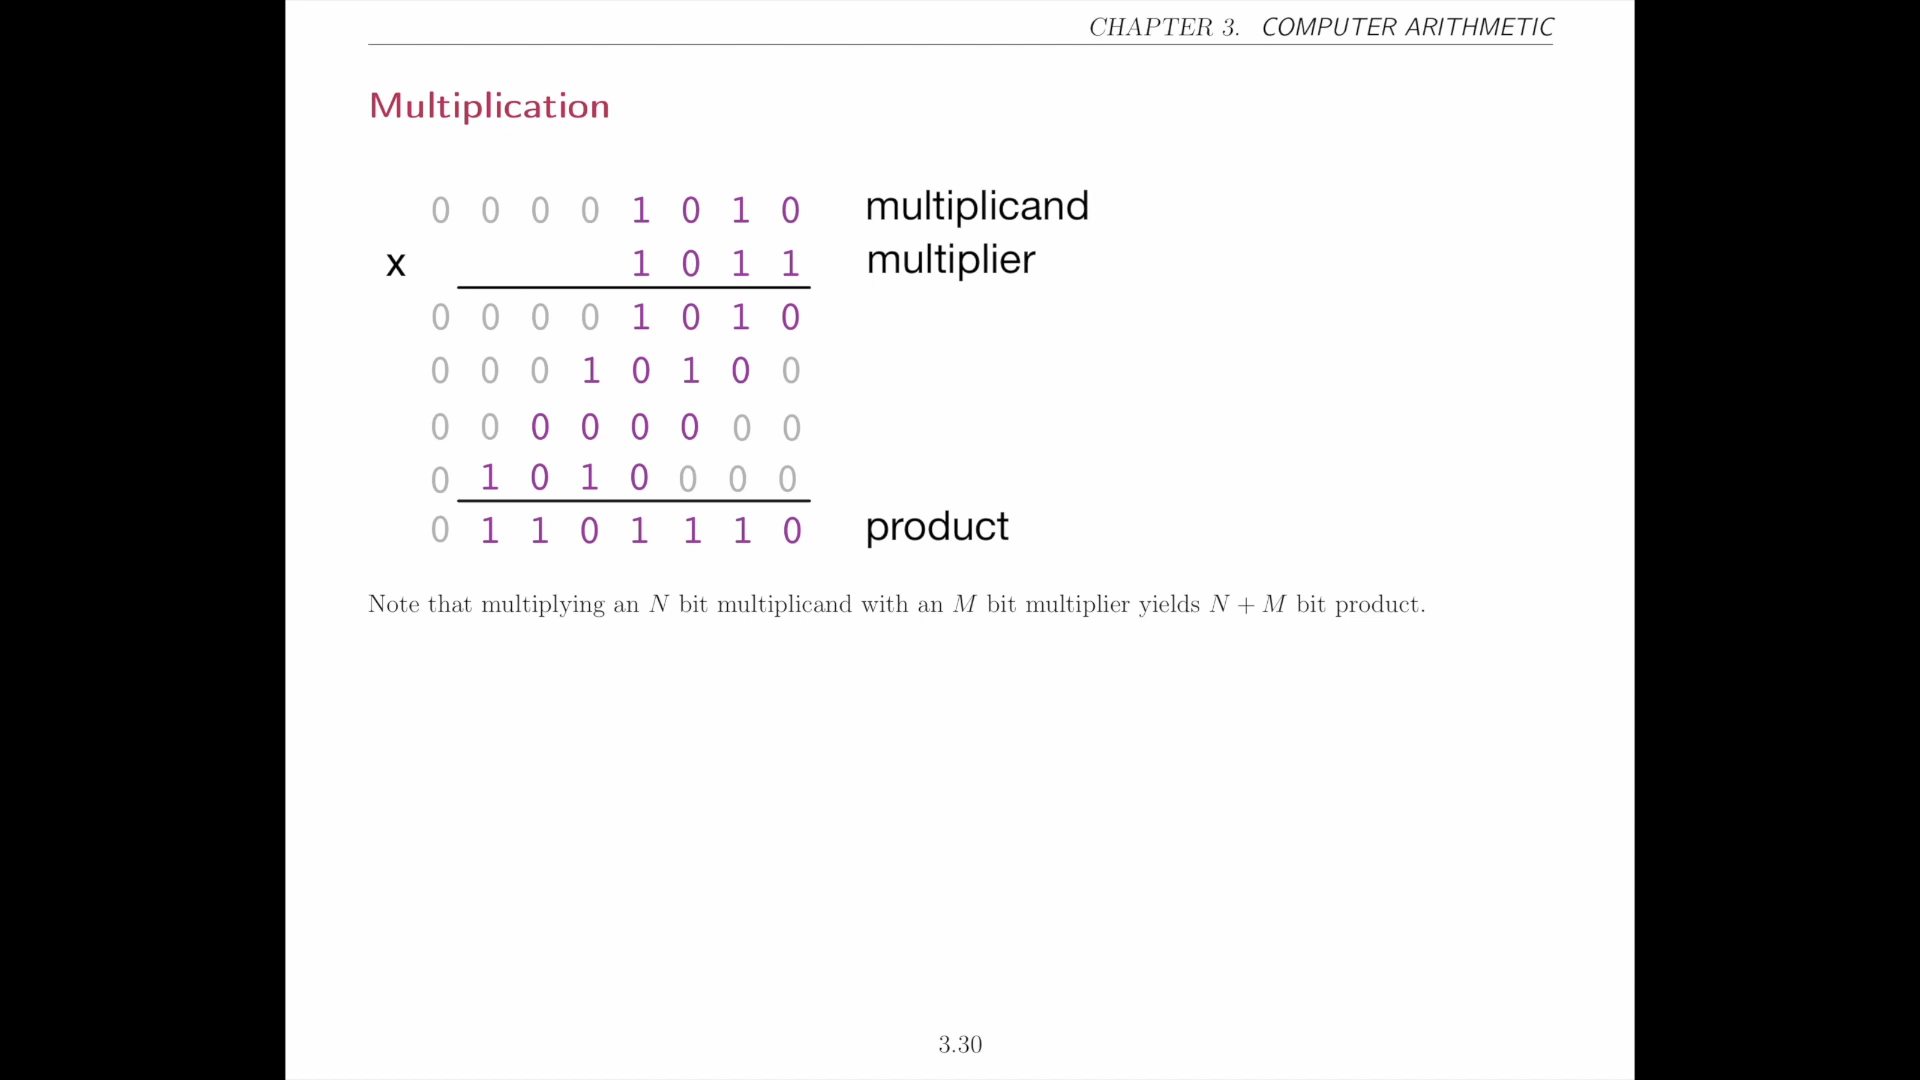 CHAPTER 3. COMPUTER ARITHMETIC
Multiplication
0 0 0 0 1 0 1 0 multiplicand
x 1 0 1 1 multiplier
0 0 0 0 1 0 1 0
0 0 0 1 0 1 0 0
0 0 0 0 0 0 0 0
0 1 0 1 0 0 0 0
0 1 1 0 1 1 1 0 product
Note that multiplying an N bit multiplicand with an M bit multiplier yields N + M bit product.
3.30